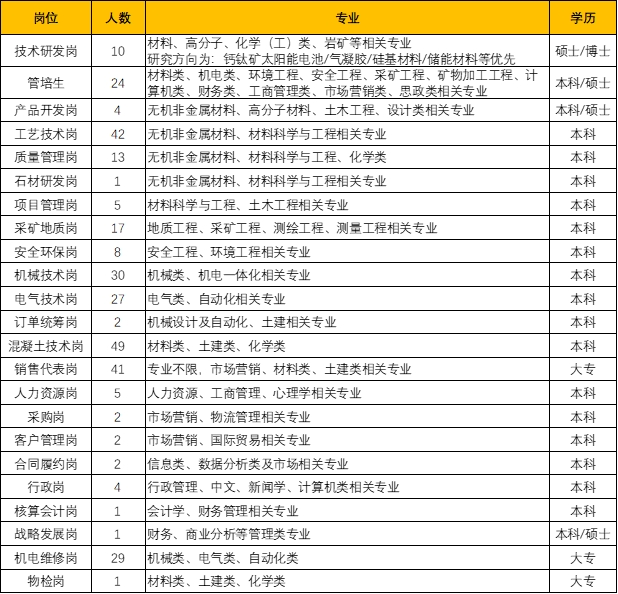 岗位 人数 专业 学历
技术研发岗 10 材料、高分子、化学（工）类、岩矿等相关专业 硕士/博士
研究方向为：钙钛矿太阳能电池/气凝胶/硅基材料/储能材料等优先
管培生 24 材料类、机电类、环境工程、安全工程、采矿工程、矿物加工工程、计 本科/硕士
算机类、财务类、工商管理类、市场营销类、思政类相关专业
产品开发岗 4 无机非金属材料、高分子材料、土木工程、设计类相关专业 本科/硕士
工艺技术岗 42 无机非金属材料、材料科学与工程相关专业 本科
质量管理岗 13 无机非金属材料、材料科学与工程、化学类 本科
石材研发岗 1 无机非金属材料、材料科学与工程相关专业 本科
项目管理岗 5 材料科学与工程、土木工程相关专业 本科
采矿地质岗 17 地质工程、采矿工程、测绘工程、测量工程相关专业 本科
安全环保岗 8 安全工程、环境工程相关专业 本科
机械技术岗 30 机械类、机电一体化相关专业 本科
电气技术岗 27 电气类、自动化相关专业 本科
订单统筹岗 2 机械设计及自动化、土建相关专业 本科
混凝土技术岗 49 材料类、土建类、化学类 本科
销售代表岗 41 专业不限，市场营销、材料类、土建类相关专业 大专
人力资源岗 5 人力资源、工商管理、心理学相关专业 本科
采购岗 2 市场营销、物流管理相关专业 本科
客户管理岗 2 市场营销、国际贸易相关专业 本科
合同履约岗 2 信息类、数据分析类及市场相关专业 本科
行政岗 4 行政管理、中文、新闻学、计算机类相关专业 本科
核算会计岗 1 会计学、财务管理相关专业 本科
战略发展岗 1 财务、商业分析等管理类专业 本科/硕士
机电维修岗 29 机械类、电气类、自动化类 大专
物检岗 1 材料类、土建类、化学类 大专